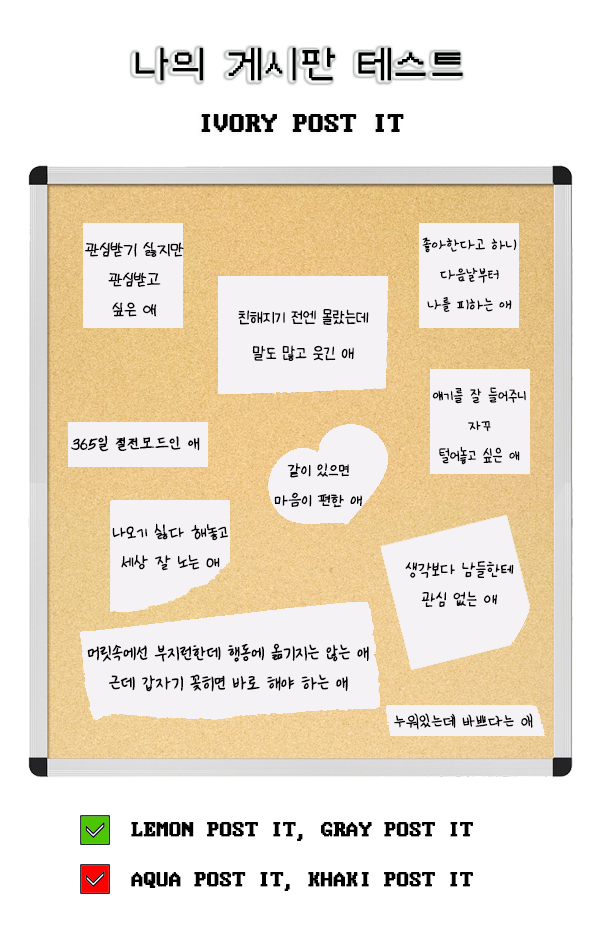 나의 게시판 테스트
IVORY POST IT
관심받기 싫지만
관심받고
싶은 애
좋아한다고 하니
다음날부터
나를 피하는 애
친해지기 전엔 몰랐는데
말도 많고 웃긴 애
얘기를 잘 들어주니
자꾸
털어놓고 싶은 애
365일 절전모드인 애
같이 있으면
마음이 편한 애
나오기 싫다 해놓고
세상 잘 노는 애
생각보다 남들한테
관심 없는 애
머릿속에선 부지런한데 행동에 옮기지는 않는 애
근데 갑자기 꽂히면 바로 해야 하는 애
누워있는데 바쁘다는 애
LEMON POST IT, GRAY POST IT
AQUA POST IT, KHAKI POST IT